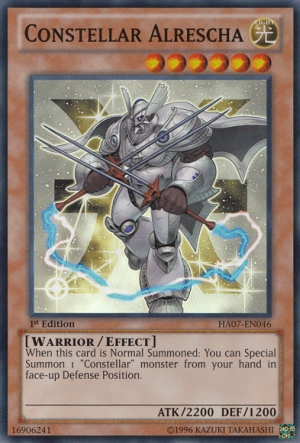 CONSTELLAR ALRESCHA
LIGHT
光
1st Edition
HA07-EN046
[WARRIOR / EFFECT]
When this card is Normal Summoned: You can Special
Summon 1 "Constellar" monster from your hand in
face-up Defense Position.
ATK/2200 DEF/1200
16906241
©1996 KAZUKI TAKAHASHI